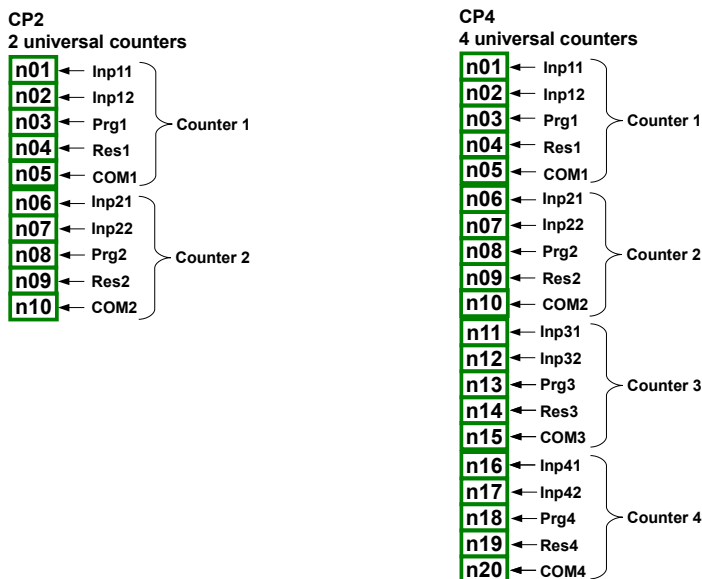 CP2
2 universal counters
n01 Inp11
n02 Inp12
n03 Prg1
Counter 1
n04 Res1
n05 COM1
n06 Inp21
n07 Inp22
n08 Prg2
Counter 2
n09 Res2
n10 COM2
CP4
4 universal counters
n01 Inp11
n02 Inp12
n03 Prg1
Counter 1
n04 Res1
n05 COM1
n06 Inp21
n07 Inp22
n08 Prg2
Counter 2
n09 Res2
n10 COM2
n11 Inp31
n12 Inp32
n13 Prg3
Counter 3
n14 Res3
n15 COM3
n16 Inp41
n17 Inp42
n18 Prg4
Counter 4
n19 Res4
n20 COM4